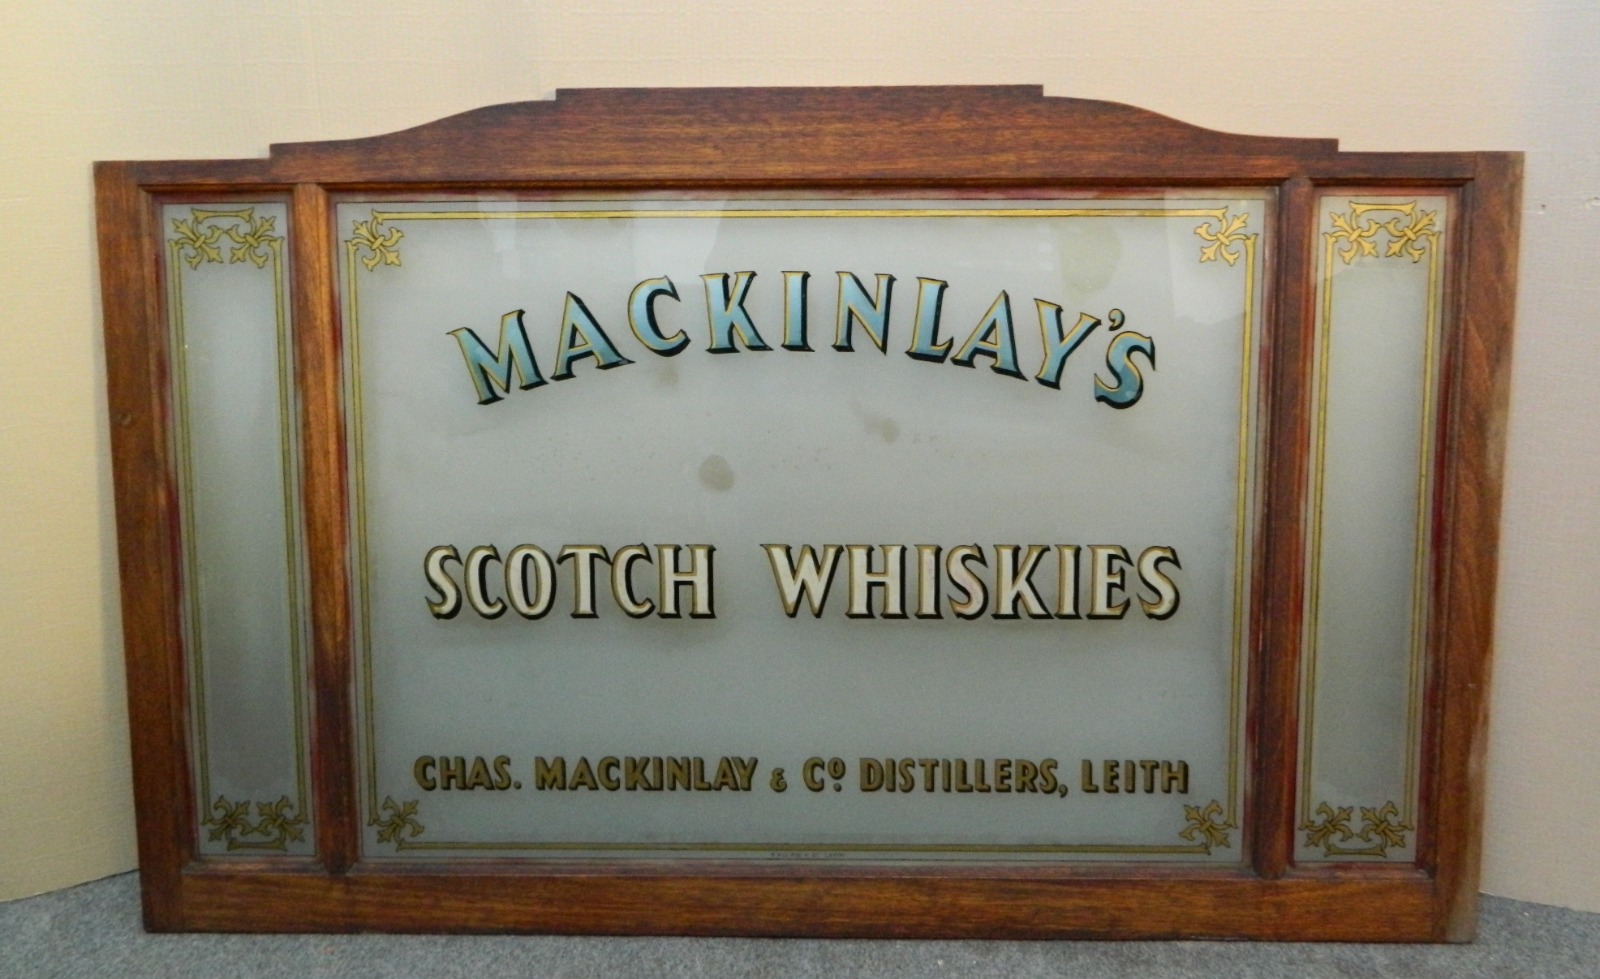 MACKINLAY'S
SCOTCH WHISKIES
CHAS. MACKINLAY & Cº DISTILLERS, LEITH